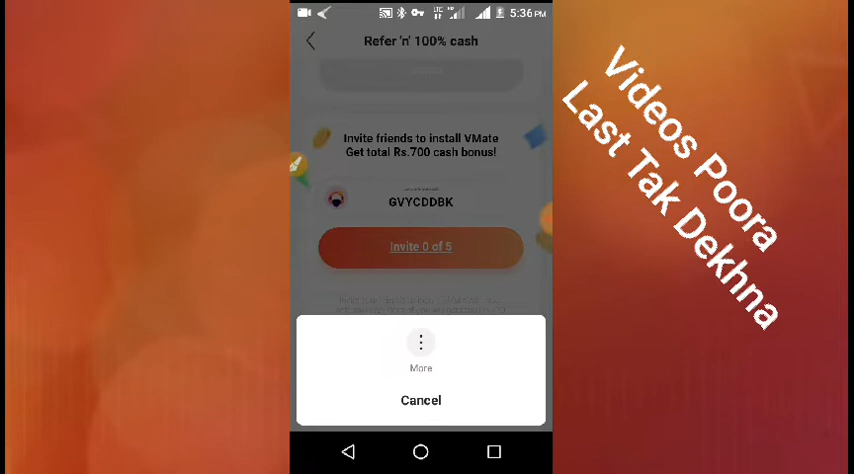 5:36 PM
Refer 'n' 100% cash
Invite friends to install VMate
Get total Rs.700 cash bonus!
GVYCDDBK
Invite 0 of 5
More
Cancel
Videos Poora
Last Tak Dekhna